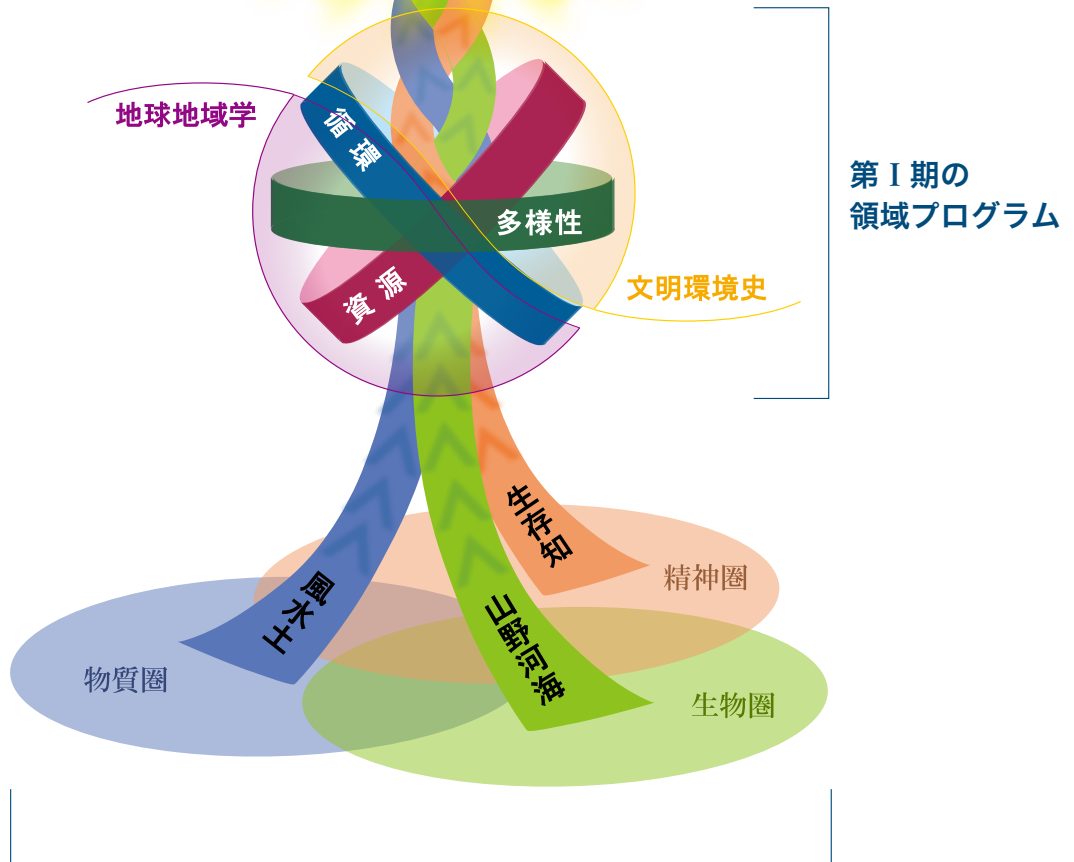 地球地域学
循環
多様性
資源
第 I 期の
領域プログラム
文明環境史
生存知
精神圏
風水土
山野河海
物質圏
生物圏